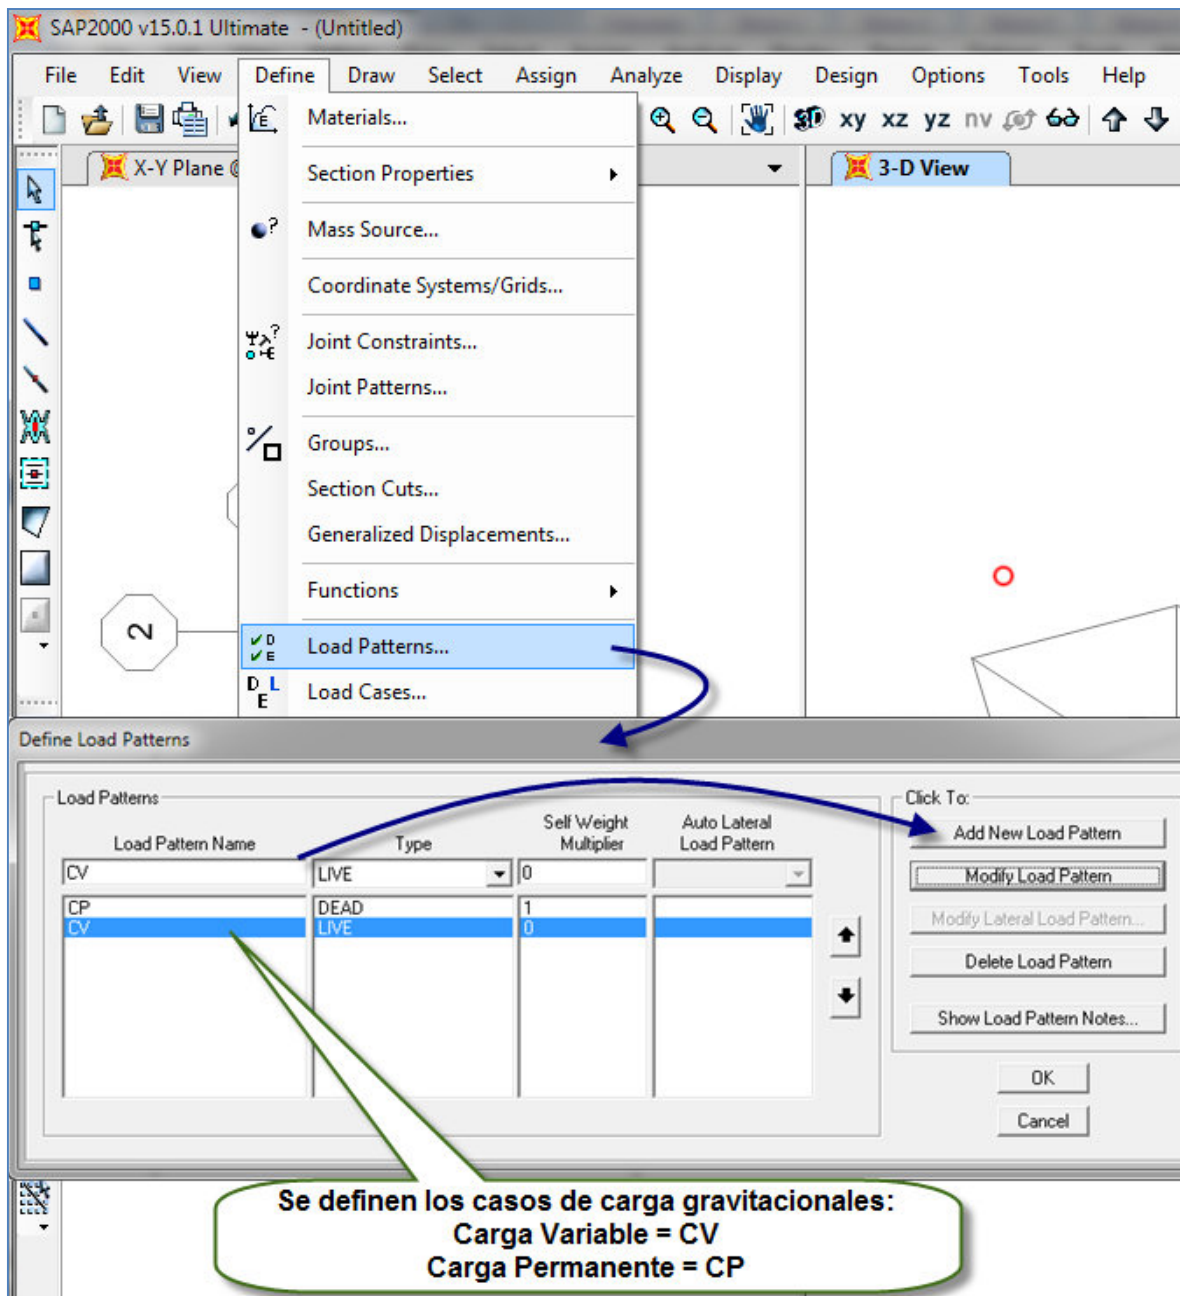 SAP2000 v15.0.1 Ultimate - (Untitled)
File Edit View Define Draw Select Assign Analyze Display Design Options Tools Help
3D xy xz yz nv
X-Y Plane @
3-D View
Materials...
Section Properties
Mass Source...
Coordinate Systems/Grids...
Joint Constraints...
Joint Patterns...
Groups...
Section Cuts...
Generalized Displacements...
Functions
2
D
E
Load Patterns...
D L
E
Load Cases...
Define Load Patterns
Load Patterns
Click To:
Load Pattern Name Type Self Weight Multiplier Auto Lateral Load Pattern
CV LIVE 0
CP DEAD 1
CV LIVE 0
Add New Load Pattern
Modify Load Pattern
Modify Lateral Load Pattern...
Delete Load Pattern
Show Load Pattern Notes...
OK
Cancel
Se definen los casos de carga gravitacionales:
Carga Variable = CV
Carga Permanente = CP